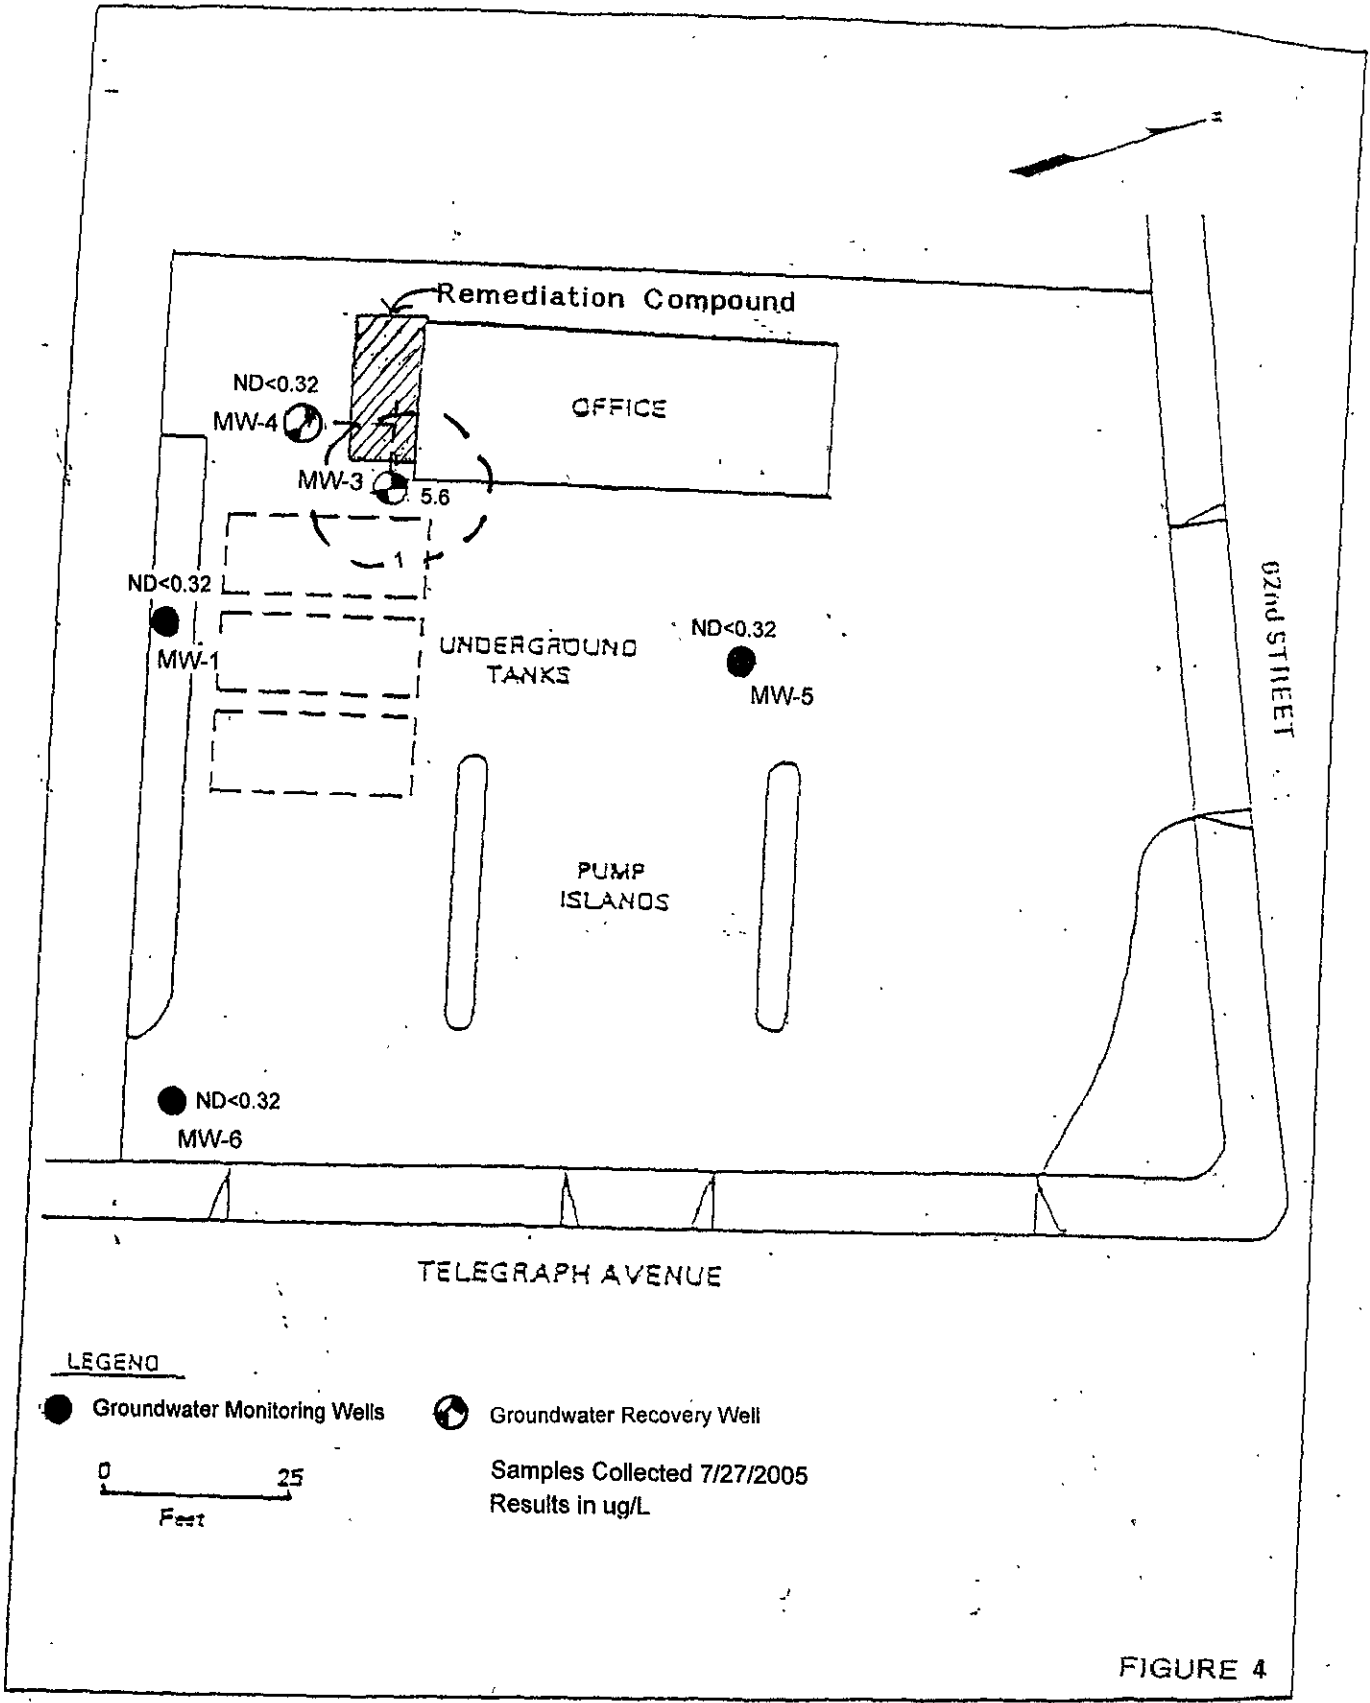 Remediation Compound
ND<0.32
MW-4
OFFICE
MW-3
5.6
1
ND<0.32
MW-1
UNDERGROUND
TANKS
ND<0.32
MW-5
62nd STREET
PUMP
ISLANDS
ND<0.32
MW-6
TELEGRAPH AVENUE
LEGEND
Groundwater Monitoring Wells
Groundwater Recovery Well
0 25
Feet
Samples Collected 7/27/2005
Results in ug/L
FIGURE 4